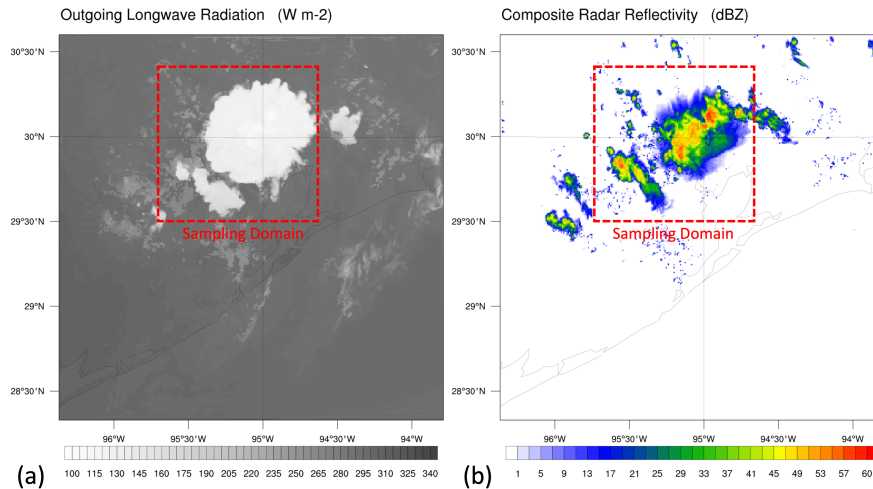 Outgoing Longwave Radiation (W m-2)
30°30'N
30°N
29°30'N
29°N
28°30'N
Sampling Domain
96°W
95°30'W
95°W
94°30'W
94°W
100 115 130 145 160 175 190 205 220 235 250 265 280 295 310 325 340
(a)
Composite Radar Reflectivity (dBZ)
30°30'N
30°N
29°30'N
29°N
28°30'N
Sampling Domain
96°W
95°30'W
95°W
94°30'W
94°W
1 5 9 13 17 21 25 29 33 37 41 45 49 53 57 60
(b)